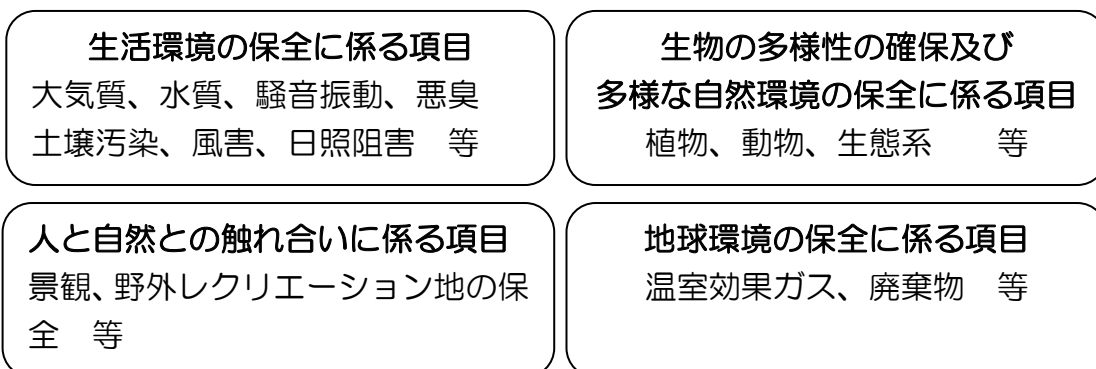 生活環境の保全に係る項目
大気質、水質、騒音振動、悪臭
土壌汚染、風害、日照阻害　等
生物の多様性の確保及び
多様な自然環境の保全に係る項目
植物、動物、生態系　　等
人と自然との触れ合いに係る項目
景観、野外レクリエーション地の保
全　等
地球環境の保全に係る項目
温室効果ガス、廃棄物　等